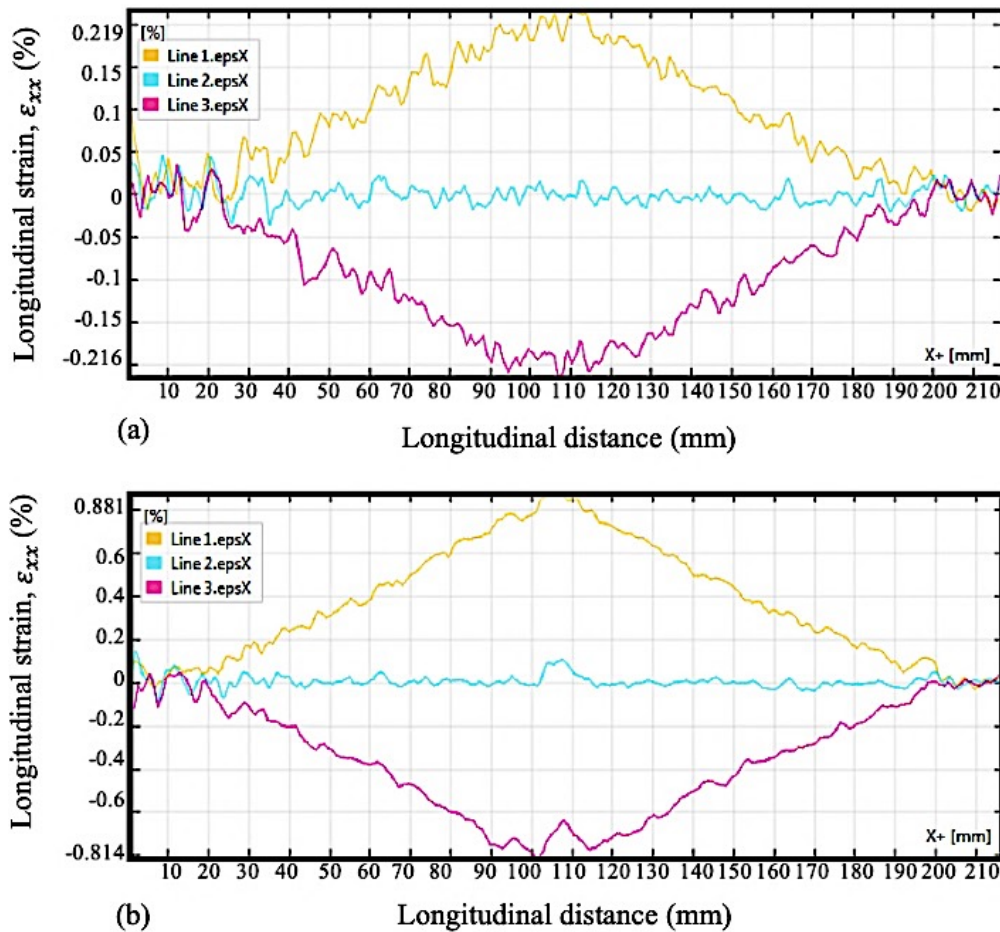 Longitudinal strain, εxx (%)
[%]
Line 1.epsX
Line 2.epsX
Line 3.epsX
0.219
0.15
0.1
0.05
0
-0.05
-0.1
-0.15
-0.216
X+ [mm]
10 20 30 40 50 60 70 80 90 100 110 120 130 140 150 160 170 180 190 200 210
(a)
Longitudinal distance (mm)
Longitudinal strain, εxx (%)
[%]
Line 1.epsX
Line 2.epsX
Line 3.epsX
0.881
0.6
0.4
0.2
0
-0.2
-0.4
-0.6
-0.814
X+ [mm]
10 20 30 40 50 60 70 80 90 100 110 120 130 140 150 160 170 180 190 200 210
(b)
Longitudinal distance (mm)